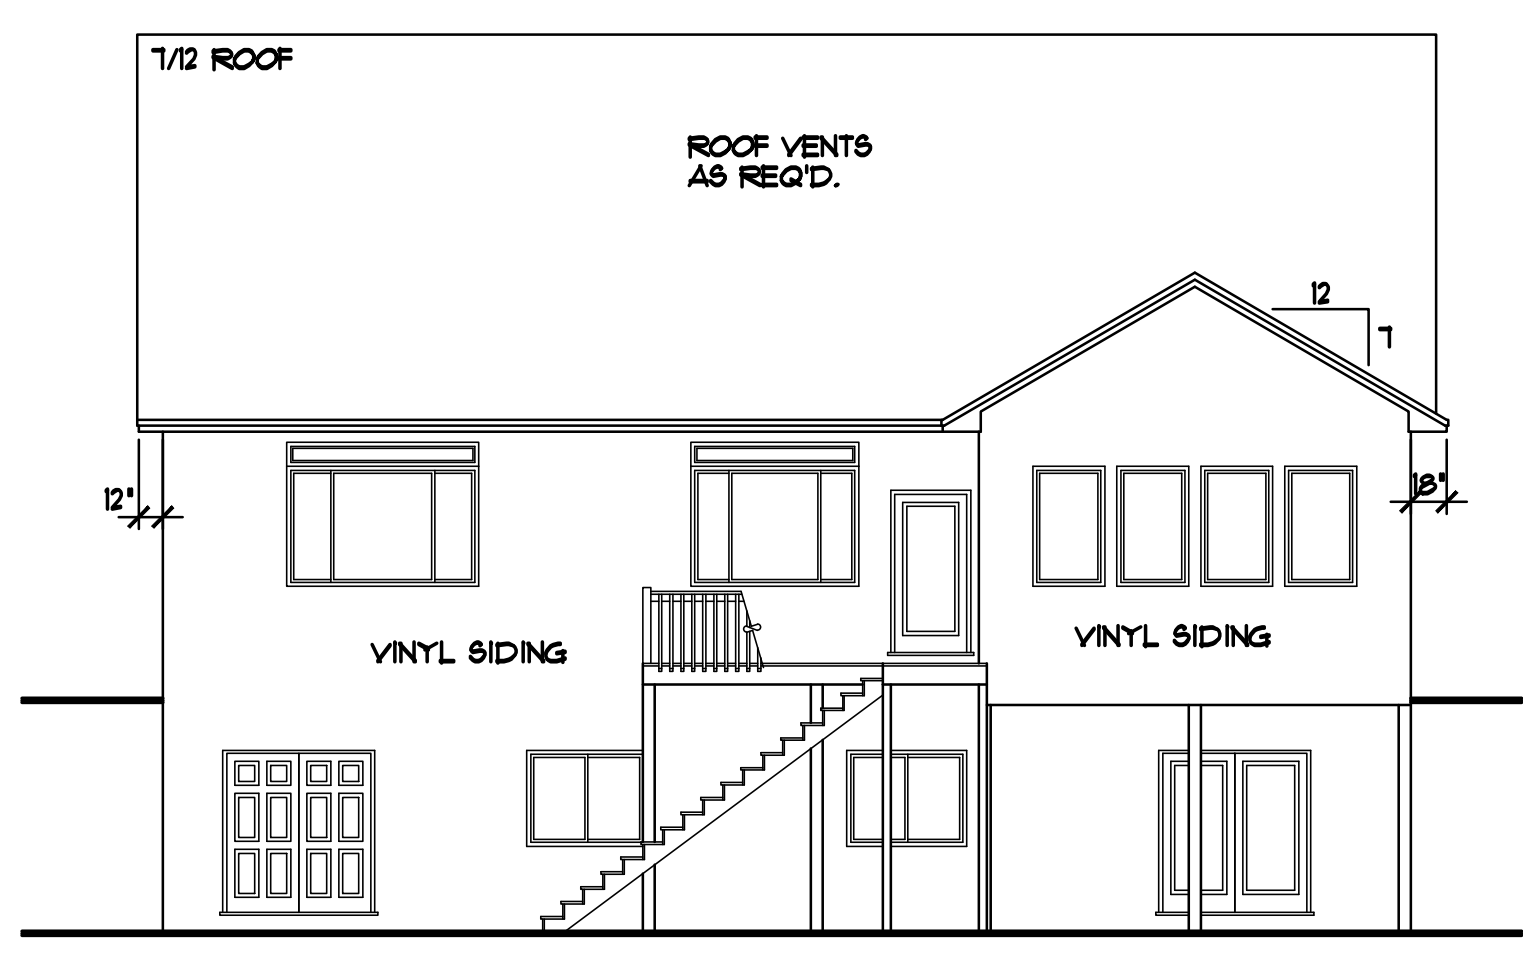 7/12 ROOF
ROOF VENTS
AS REQ'D.
12
7
12"
18"
VINYL SIDING
VINYL SIDING